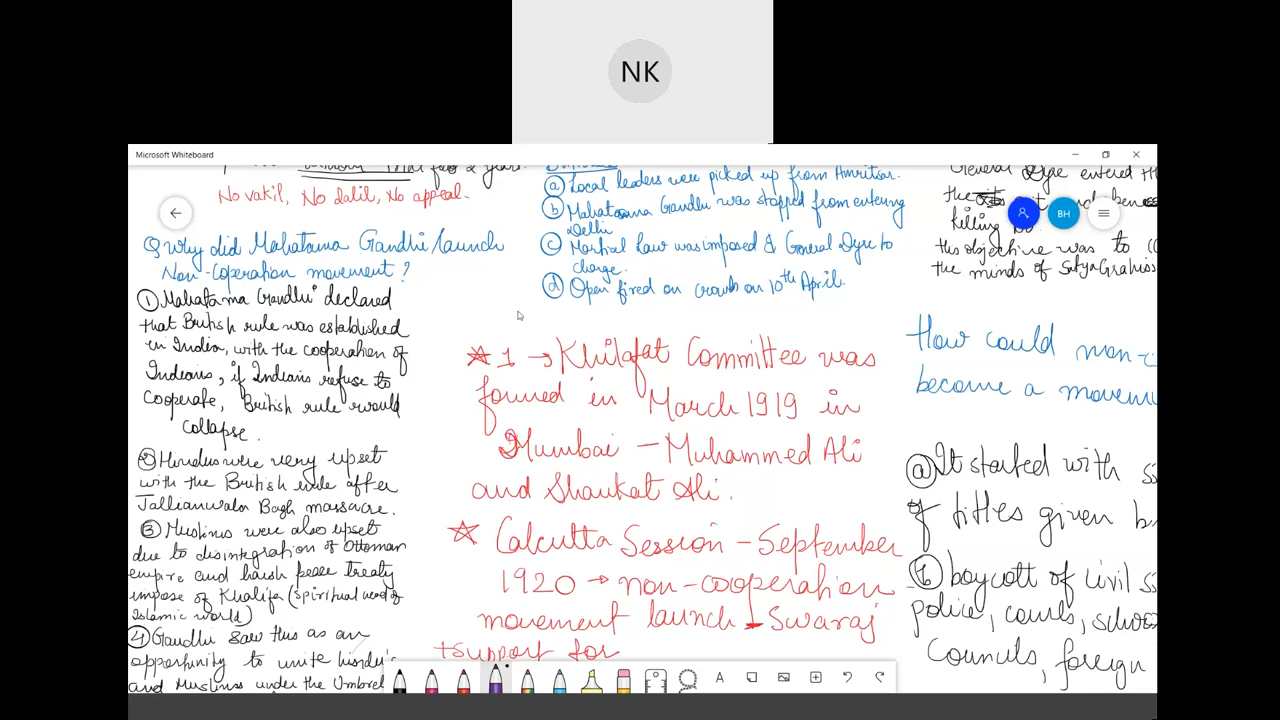 NK
Microsoft Whiteboard
BH
No vakil, No dalil, No appeal.
Q Why did Mahatama Gandhi launch
Non-Coperation movement?
① Mahatama Gandhi declared
that British rule was established
in India, with the cooperation of
Indians, if Indians refuse to
cooperate, British rule would
collapse.
② Hindus were very upset
with the British rule after
Jallianwala Bagh massacre.
③ Muslims were also upset
due to disintegration of Ottoman
empire and harsh peace treaty
impose of Khalifa (spiritual head of
Islamic world)
④ Gandhi saw this as an
opportunity to unite hindu's
and Muslims under the Umbrel
ⓐ Local leaders were picked up from Amritsar.
ⓑ Mahatama Gandhi was stopped from entering
Delhi
ⓒ Martial law was imposed & General Dyre to
charge.
ⓓ Open fired on crowd on 10th April.
☆ 1 → Khilafat Committee was
formed in March 1919 in
Mumbai - Muhammed Ali
and Shaukat Ali.
☆ Calcutta Session - September
1920 → non-cooperation
movement launch - Swaraj
+ support for
General Dyre entered th
the
killing
this objective was to
the minds of SatyaGrahis
How could non-c
become a movem
ⓐ It started with
of titles given b
ⓑ boycott of civil s
police, courts, schoo
Councils, foreign
A